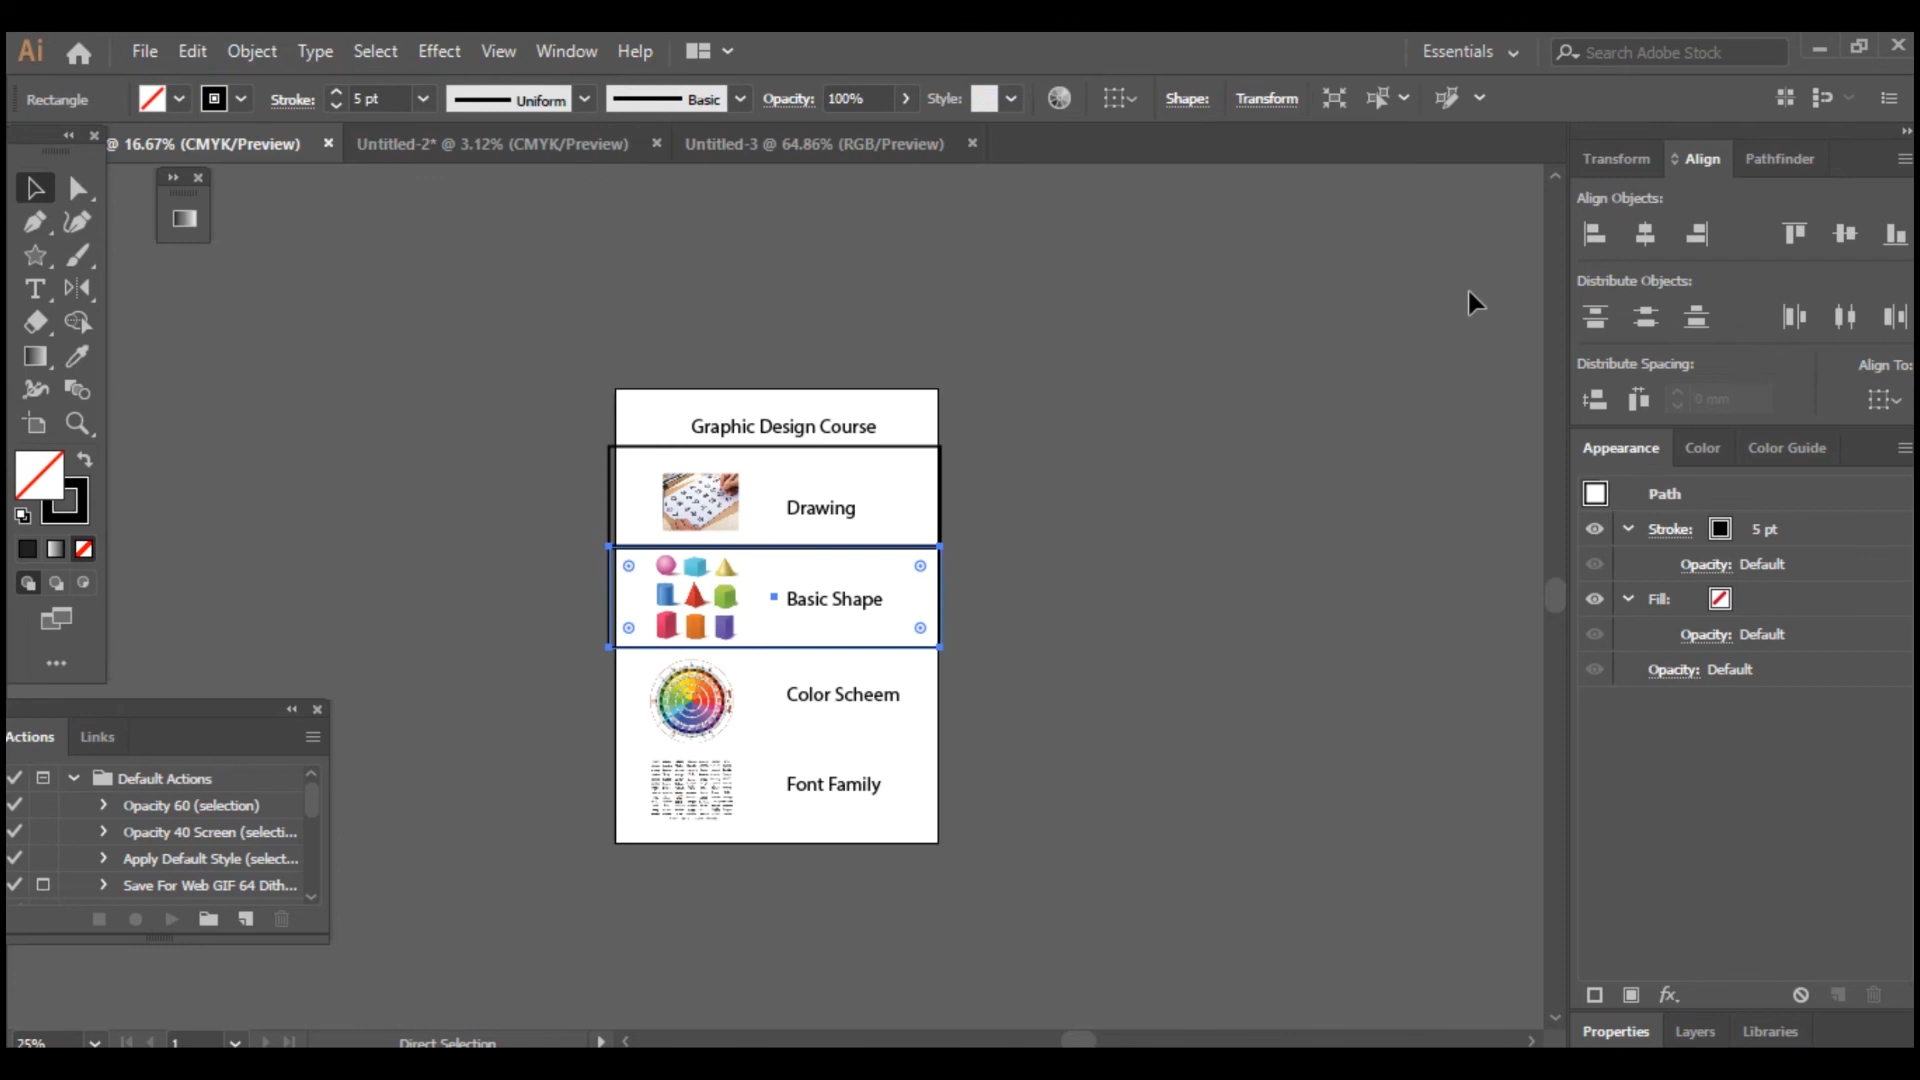 Ai
File Edit Object Type Select Effect View Window Help
Essentials
Search Adobe Stock
Rectangle
Stroke: 5 pt
Uniform
Basic
Opacity: 100%
Style:
Shape:
Transform
@ 16.67% (CMYK/Preview)
Untitled-2* @ 3.12% (CMYK/Preview)
Untitled-3 @ 64.86% (RGB/Preview)
Transform Align Pathfinder
Align Objects:
Distribute Objects:
Distribute Spacing:
Align To:
9 mm
Graphic Design Course
Drawing
Basic Shape
Color Scheem
Font Family
Appearance Color Color Guide
Path
Stroke: 5 pt
Opacity: Default
Fill:
Opacity: Default
Opacity: Default
fx.
Actions Links
Default Actions
Opacity 60 (selection)
Opacity 40 Screen (selecti...
Apply Default Style (select...
Save For Web GIF 64 Dith...
25%
1
Direct Selection
Properties Layers Libraries